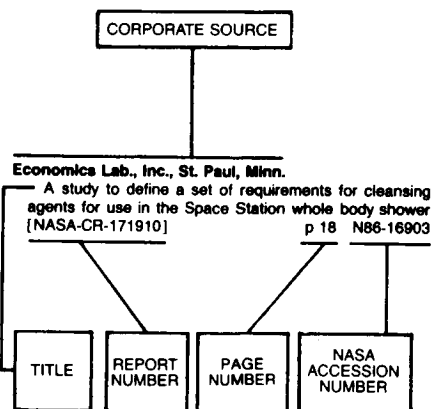 CORPORATE SOURCE
Economics Lab., Inc., St. Paul, Minn.
A study to define a set of requirements for cleansing
agents for use in the Space Station whole body shower
[NASA-CR-171910] p 18 N86-16903
TITLE
REPORT
NUMBER
PAGE
NUMBER
NASA
ACCESSION
NUMBER